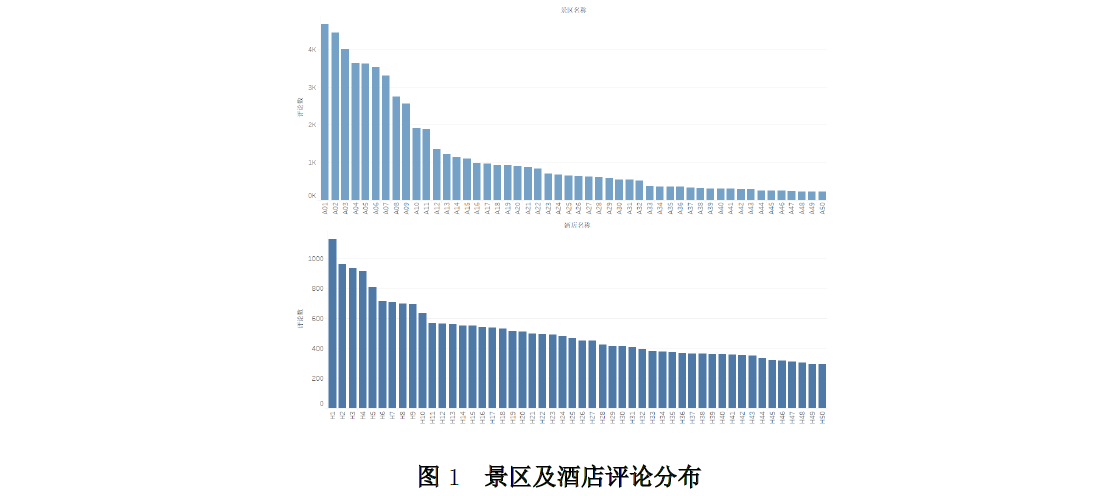 景区名称
评论数
4K
3K
2K
1K
0K
A01 A02 A03 A04 A05 A06 A07 A08 A09 A10 A11 A12 A13 A14 A15 A16 A17 A18 A19 A20 A21 A22 A23 A24 A25 A26 A27 A28 A29 A30 A31 A32 A33 A34 A35 A36 A37 A38 A39 A40 A41 A42 A43 A44 A45 A46 A47 A48 A49 A50
酒店名称
评论数
1000
800
600
400
200
0
H1 H2 H3 H4 H5 H6 H7 H8 H9 H10 H11 H12 H13 H14 H15 H16 H17 H18 H19 H20 H21 H22 H23 H24 H25 H26 H27 H28 H29 H30 H31 H32 H33 H34 H35 H36 H37 H38 H39 H40 H41 H42 H43 H44 H45 H46 H47 H48 H49 H50
图 1 景区及酒店评论分布